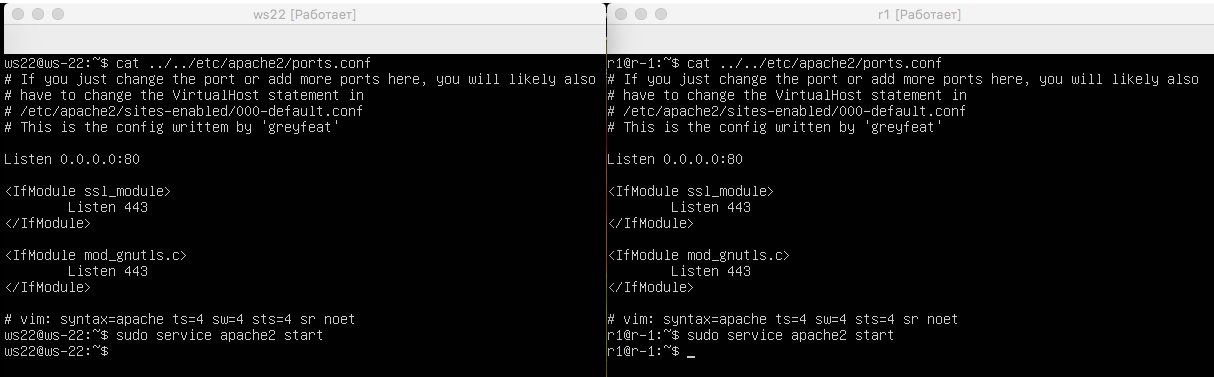 ws22 [Работает]
ws22@ws-22:~$ cat ../../etc/apache2/ports.conf
# If you just change the port or add more ports here, you will likely also
# have to change the VirtualHost statement in
# /etc/apache2/sites-enabled/000-default.conf
# This is the config writtem by 'greyfeat'
Listen 0.0.0.0:80
<IfModule ssl_module>
Listen 443
</IfModule>
<IfModule mod_gnutls.c>
Listen 443
</IfModule>
# vim: syntax=apache ts=4 sw=4 sts=4 sr noet
ws22@ws-22:~$ sudo service apache2 start
ws22@ws-22:~$
r1 [Работает]
r1@r-1:~$ cat ../../etc/apache2/ports.conf
# If you just change the port or add more ports here, you will likely also
# have to change the VirtualHost statement in
# /etc/apache2/sites-enabled/000-default.conf
# This is the config written by 'greyfeat'
Listen 0.0.0.0:80
<IfModule ssl_module>
Listen 443
</IfModule>
<IfModule mod_gnutls.c>
Listen 443
</IfModule>
# vim: syntax=apache ts=4 sw=4 sts=4 sr noet
r1@r-1:~$ sudo service apache2 start
r1@r-1:~$ _